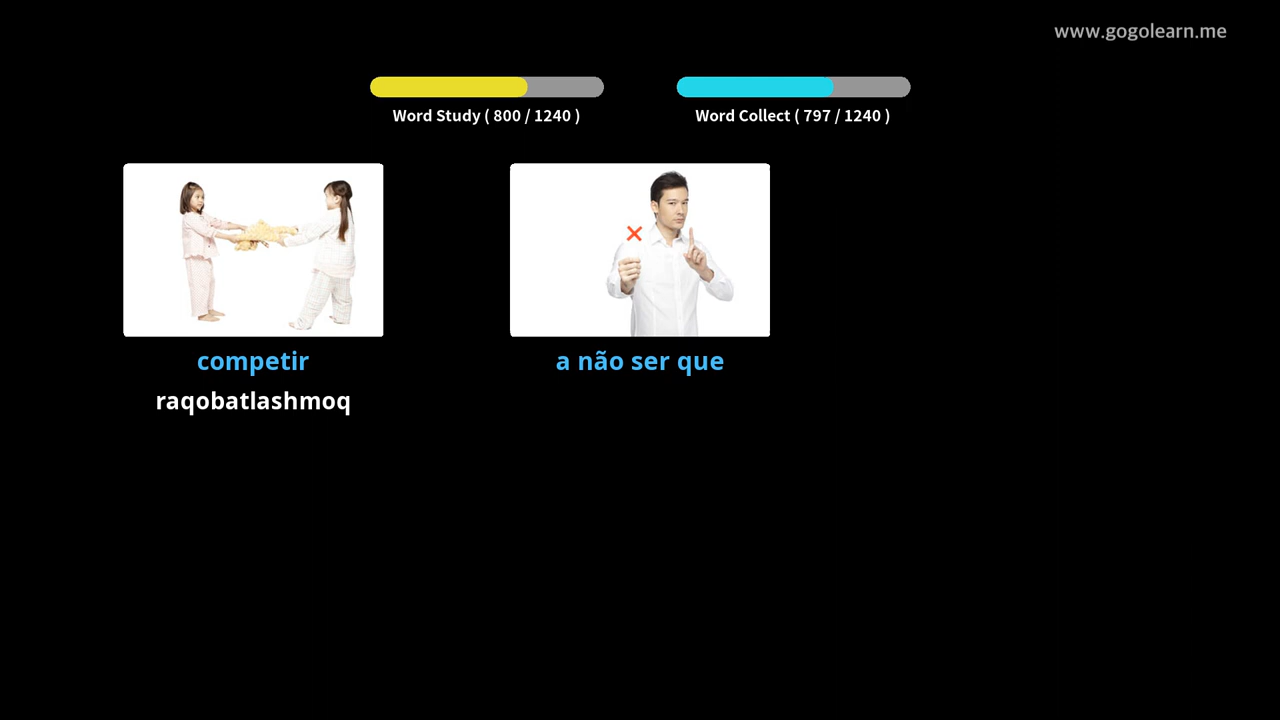 www.gogolearn.me
Word Study ( 800 / 1240 )
Word Collect ( 797 / 1240 )
competir
raqobatlashmoq
a não ser que